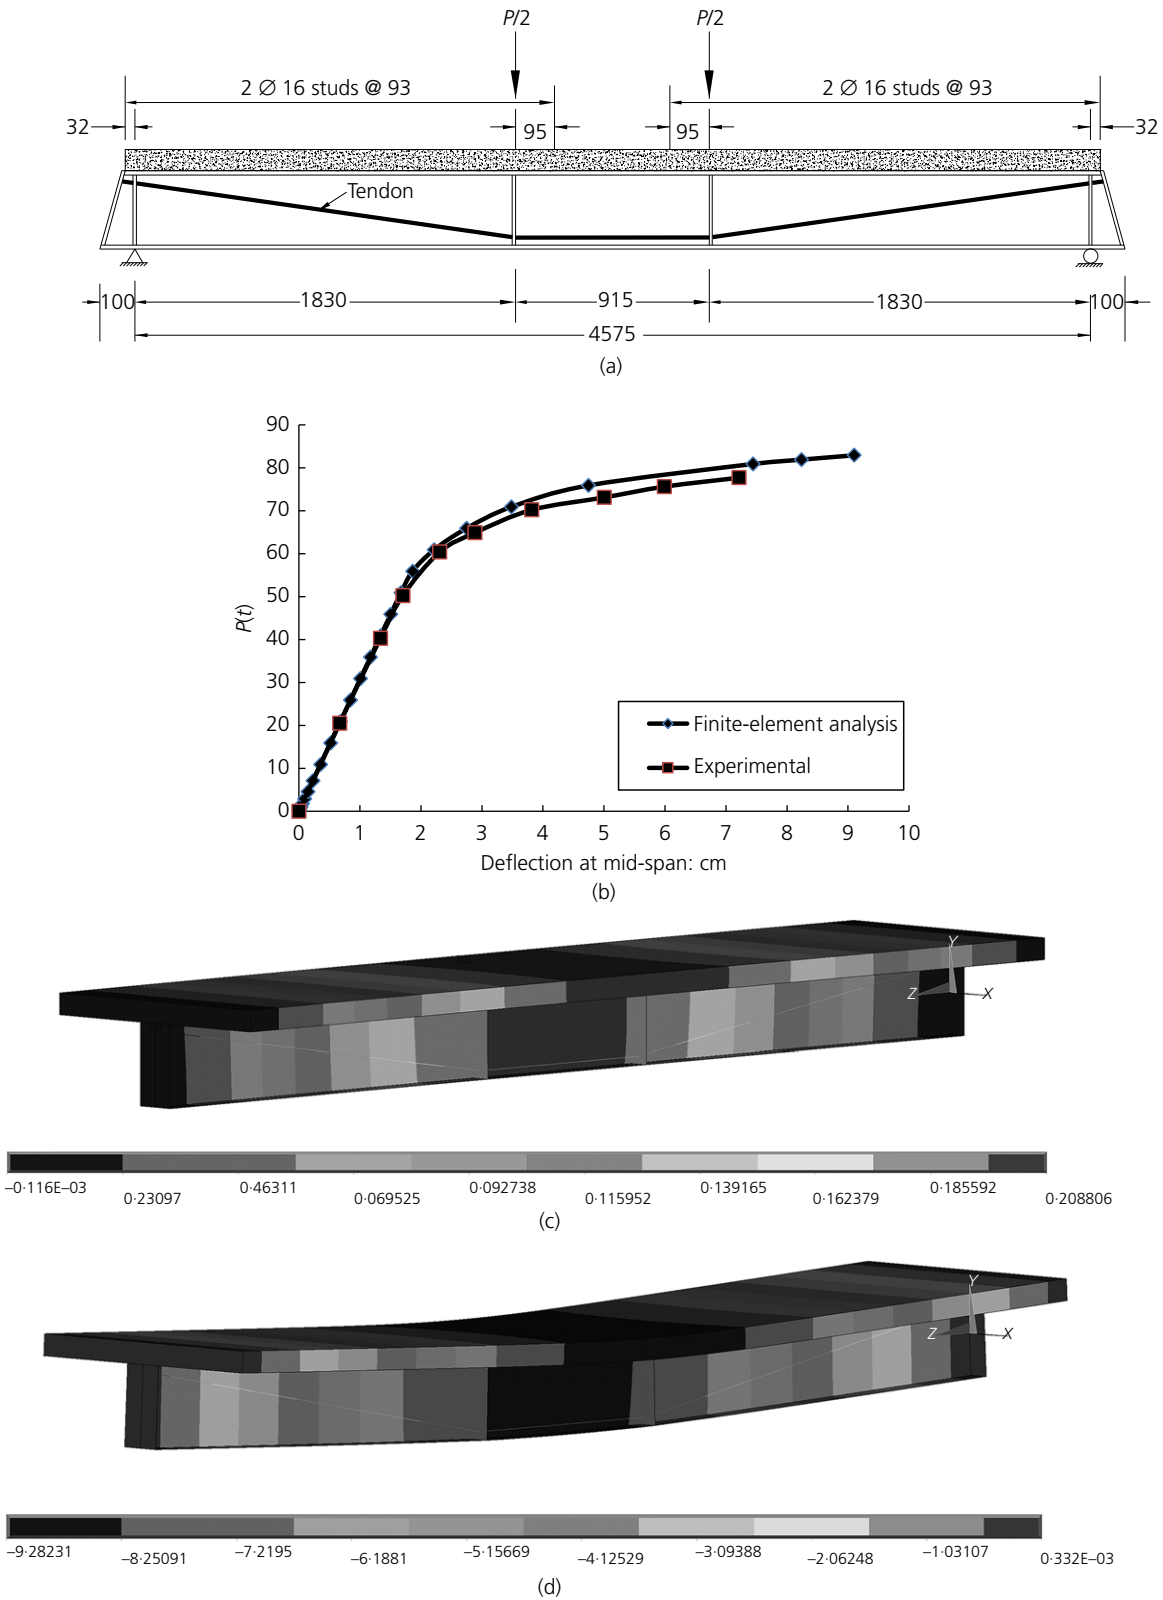 P/2 P/2
2 Ø 16 studs @ 93 2 Ø 16 studs @ 93
32 95 95 32
Tendon
100 1830 915 1830 100
4575
(a)
90
80
70
60
50
40
30
20
10
0
P(t)
Finite-element analysis
Experimental
0 1 2 3 4 5 6 7 8 9 10
Deflection at mid-span: cm
(b)
Y
Z X
−0·116E−03 0·46311 0·092738 0·139165 0·185592
0·23097 0·069525 0·115952 0·162379 0·208806
(c)
Y
Z X
−9·28231 −7·2195 −5·15669 −3·09388 −1·03107
−8·25091 −6·1881 −4·12529 −2·06248 0·332E−03
(d)